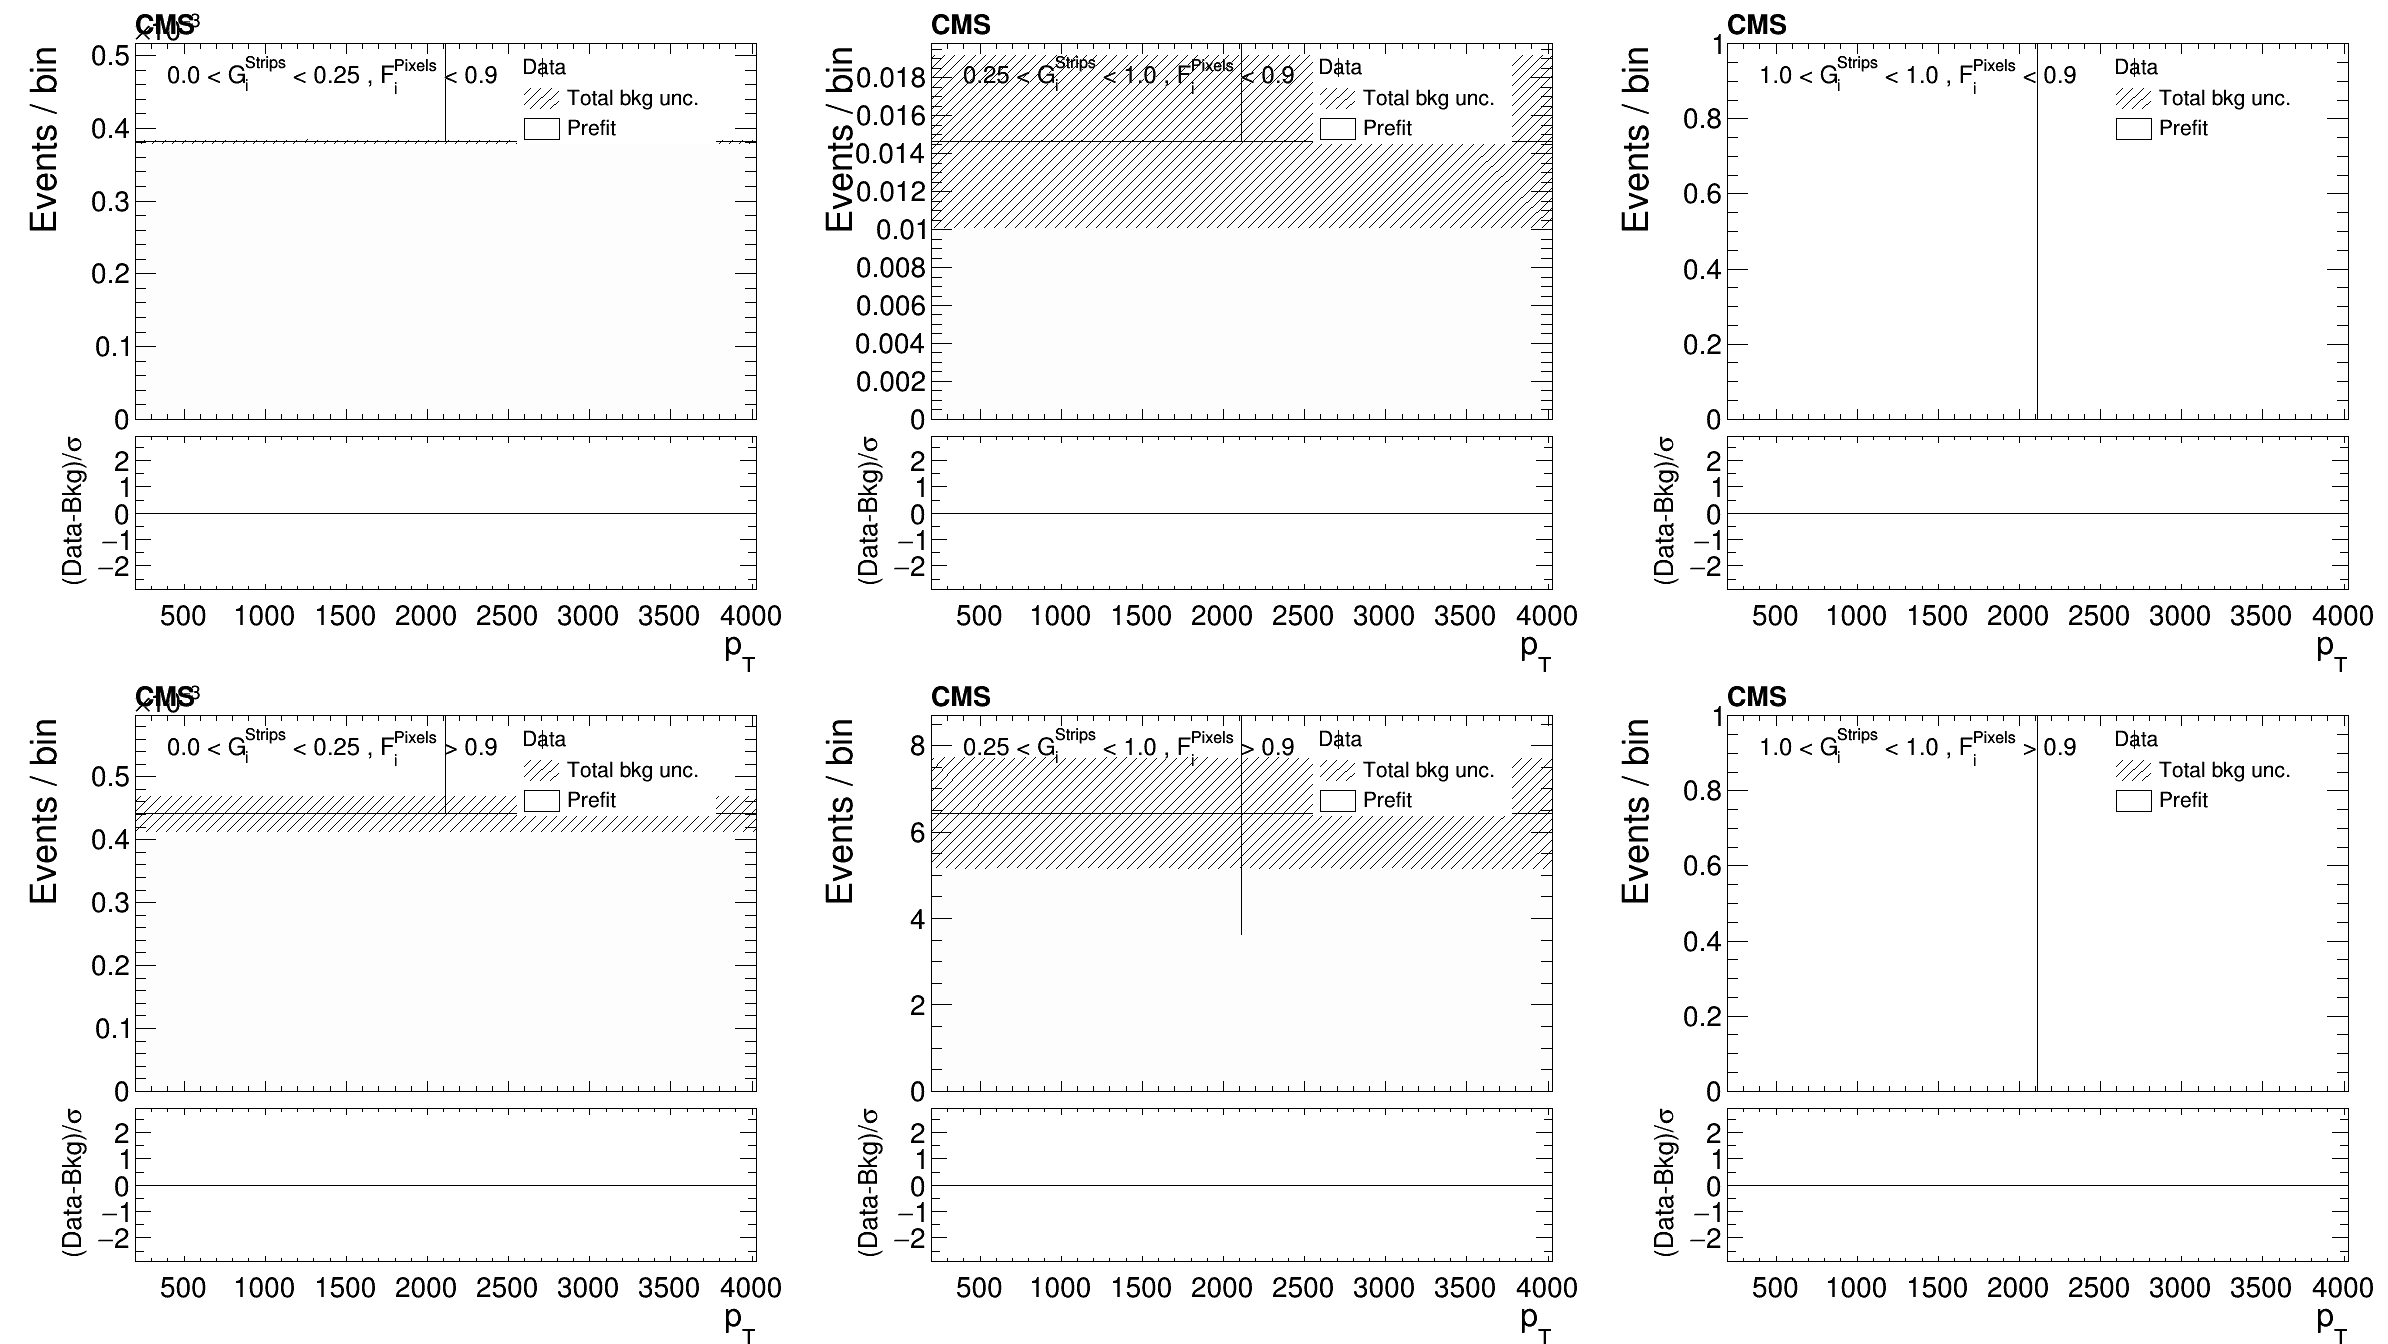 CMS
×10⁻³
Events / bin
0.5
0.4
0.3
0.2
0.1
0
0.0 < G_i^Strips < 0.25 , F_i^Pixels < 0.9
Data
Total bkg unc.
Prefit
(Data-Bkg)/σ
2
1
0
−1
−2
500 1000 1500 2000 2500 3000 3500 4000
p_T
CMS
Events / bin
0.018
0.016
0.014
0.012
0.01
0.008
0.006
0.004
0.002
0
0.25 < G_i^Strips < 1.0 , F_i^Pixels < 0.9
Data
Total bkg unc.
Prefit
(Data-Bkg)/σ
2
1
0
−1
−2
500 1000 1500 2000 2500 3000 3500 4000
p_T
CMS
Events / bin
1
0.8
0.6
0.4
0.2
0
1.0 < G_i^Strips < 1.0 , F_i^Pixels < 0.9
Data
Total bkg unc.
Prefit
(Data-Bkg)/σ
2
1
0
−1
−2
500 1000 1500 2000 2500 3000 3500 4000
p_T
CMS
×10⁻³
Events / bin
0.5
0.4
0.3
0.2
0.1
0
0.0 < G_i^Strips < 0.25 , F_i^Pixels > 0.9
Data
Total bkg unc.
Prefit
(Data-Bkg)/σ
2
1
0
−1
−2
500 1000 1500 2000 2500 3000 3500 4000
p_T
CMS
Events / bin
8
6
4
2
0
0.25 < G_i^Strips < 1.0 , F_i^Pixels > 0.9
Data
Total bkg unc.
Prefit
(Data-Bkg)/σ
2
1
0
−1
−2
500 1000 1500 2000 2500 3000 3500 4000
p_T
CMS
Events / bin
1
0.8
0.6
0.4
0.2
0
1.0 < G_i^Strips < 1.0 , F_i^Pixels > 0.9
Data
Total bkg unc.
Prefit
(Data-Bkg)/σ
2
1
0
−1
−2
500 1000 1500 2000 2500 3000 3500 4000
p_T